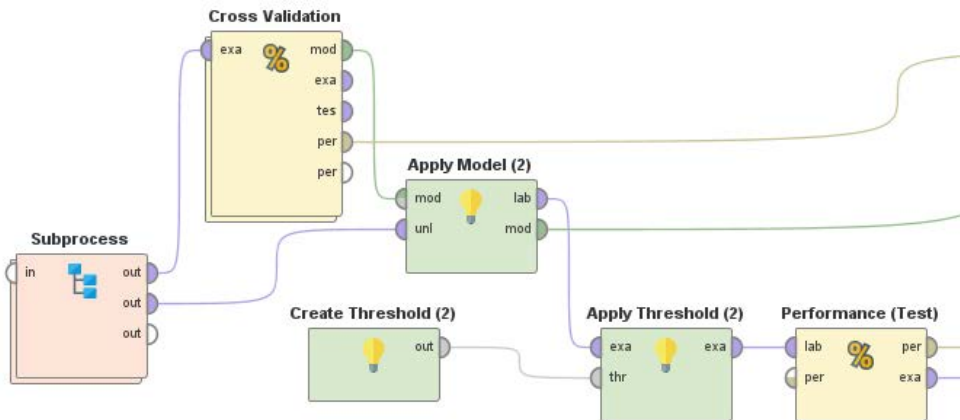 Cross Validation
exa mod
exa
tes
per
per
Apply Model (2)
mod lab
unl mod
Subprocess
in out
out
out
Create Threshold (2)
out
Apply Threshold (2)
exa exa
thr
Performance (Test)
lab per
per exa